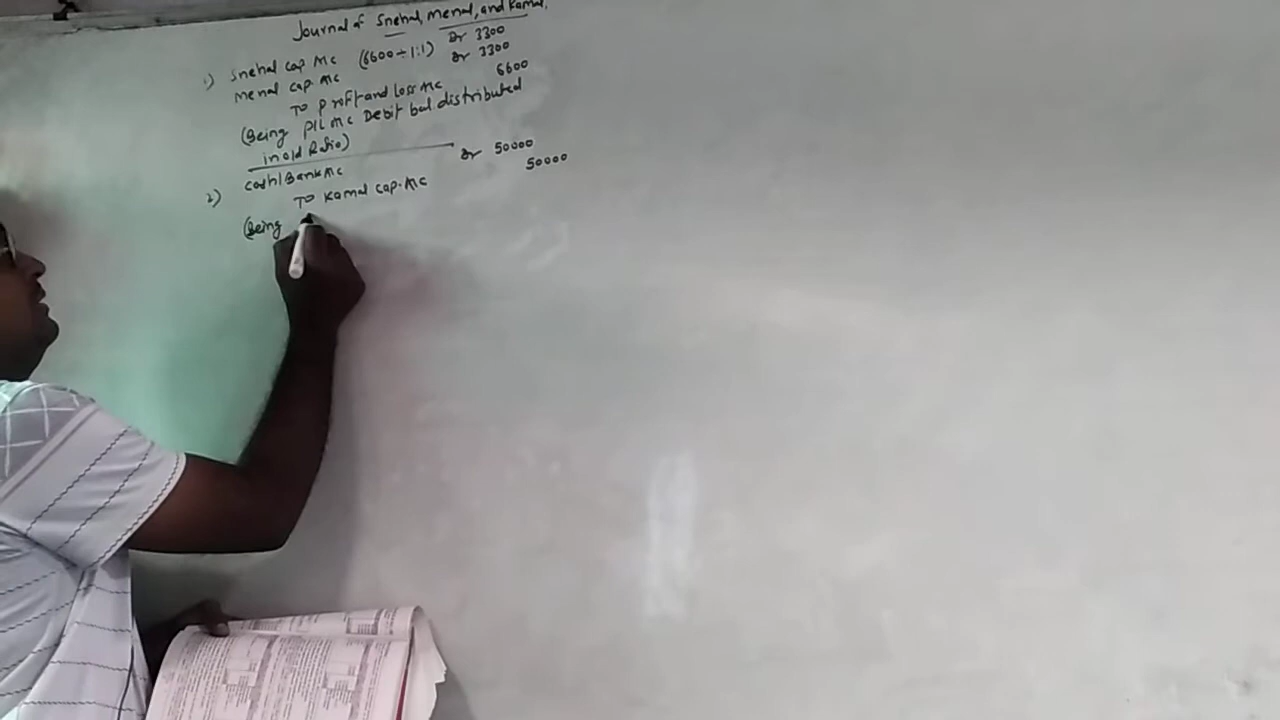 Journal of Snehal, Menal, and Kamal.
1) Snehal cap A/c (6600÷1:1) Dr 3300
Menal cap. A/c Dr 3300
To Profit and Loss A/c 6600
(Being P/L A/c Debit bal distributed
in old Ratio)
2) Cash/Bank A/c Dr 50000
To Kamal Cap. A/c 50000
(Being